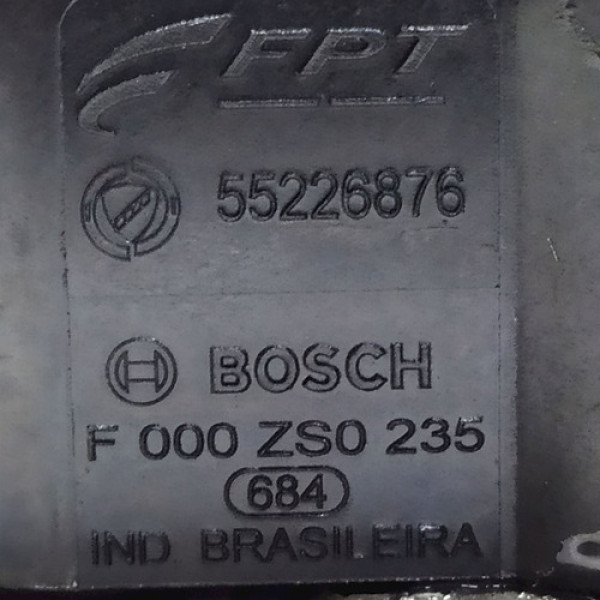 FPT
55226876
BOSCH
F 000 ZS0 235
684
IND BRASILEIRA